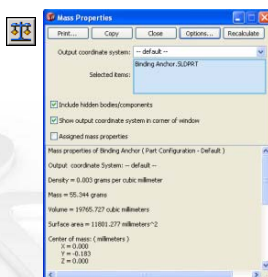 Mass Properties
Print... Copy Close Options... Recalculate
Output coordinate system: -- default --
Binding Anchor.SLDPRT
Selected items:
Include hidden bodies/components
Show output coordinate system in corner of window
Assigned mass properties
Mass properties of Binding Anchor ( Part Configuration - Default )
Output coordinate System: -- default --
Density = 0.003 grams per cubic millimeter
Mass = 55.344 grams
Volume = 19765.727 cubic millimeters
Surface area = 11801.277 millimeters^2
Center of mass: ( millimeters )
X = 0.000
Y = -0.183
Z = 0.000